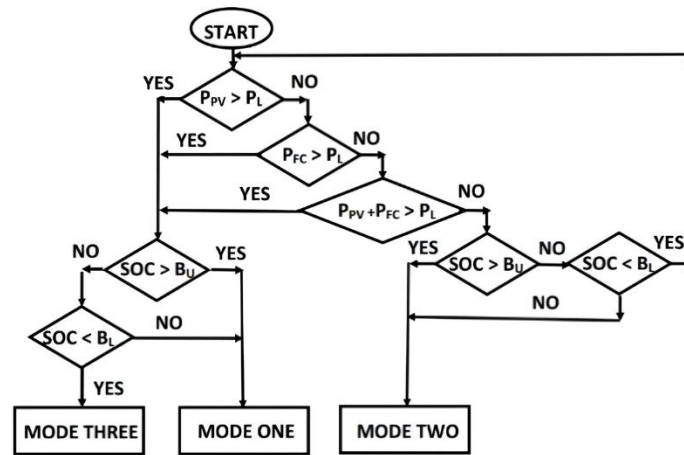 START
YES
P_PV > P_L
NO
YES
P_FC > P_L
NO
YES
P_PV +P_FC > P_L
NO
NO
SOC > B_U
YES
YES
SOC > B_U
NO
SOC < B_L
YES
NO
SOC < B_L
NO
YES
MODE THREE
MODE ONE
MODE TWO